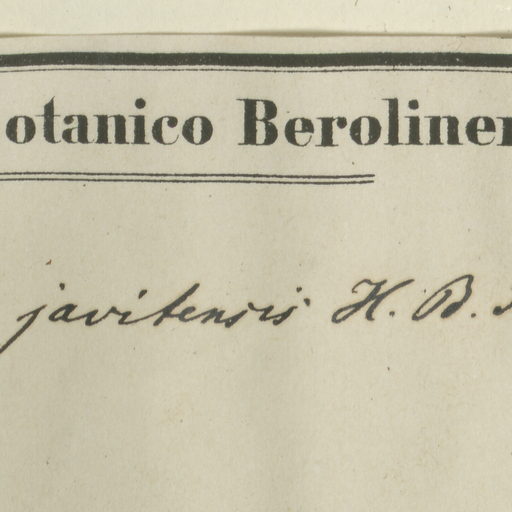 otanico Beroliner
javitensis H. B.